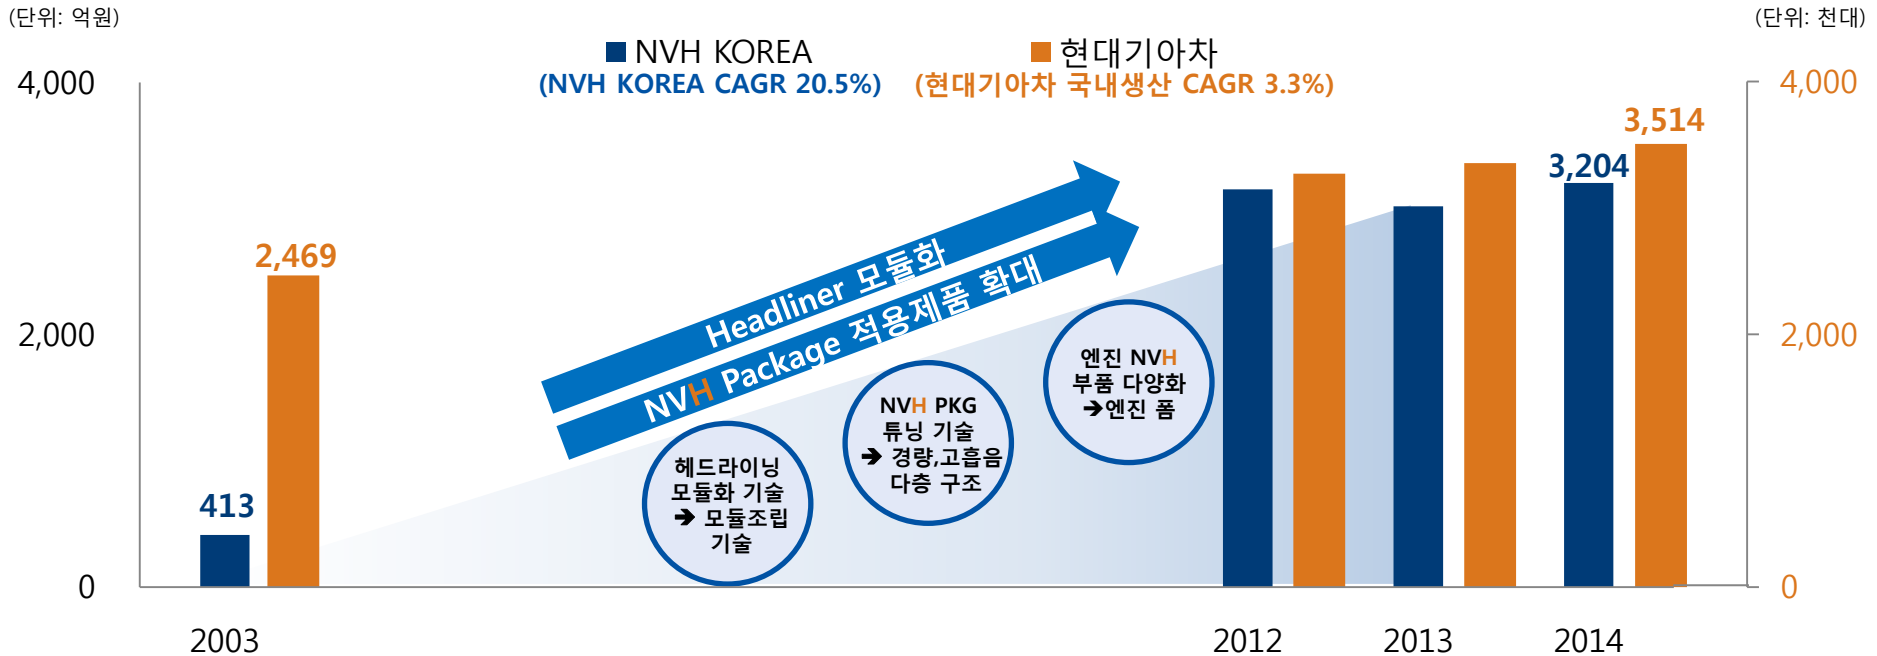 (단위: 억원)
(단위: 천대)
NVH KOREA
(NVH KOREA CAGR 20.5%)
현대기아차
(현대기아차 국내생산 CAGR 3.3%)
4,000
2,000
0
4,000
2,000
0
413
2,469
3,204
3,514
Headliner 모듈화
NVH Package 적용제품 확대
헤드라이닝
모듈화 기술
➔ 모듈조립
기술
NVH PKG
튜닝 기술
➔ 경량,고흡음
다층 구조
엔진 NVH
부품 다양화
➔엔진 폼
2003
2012
2013
2014